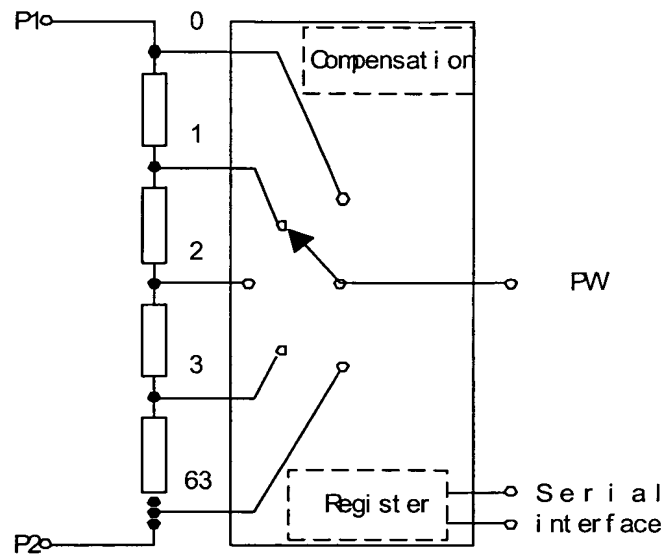 P1 0
Compensation
1
2
PW
3
63
Register
Serial
interface
P2